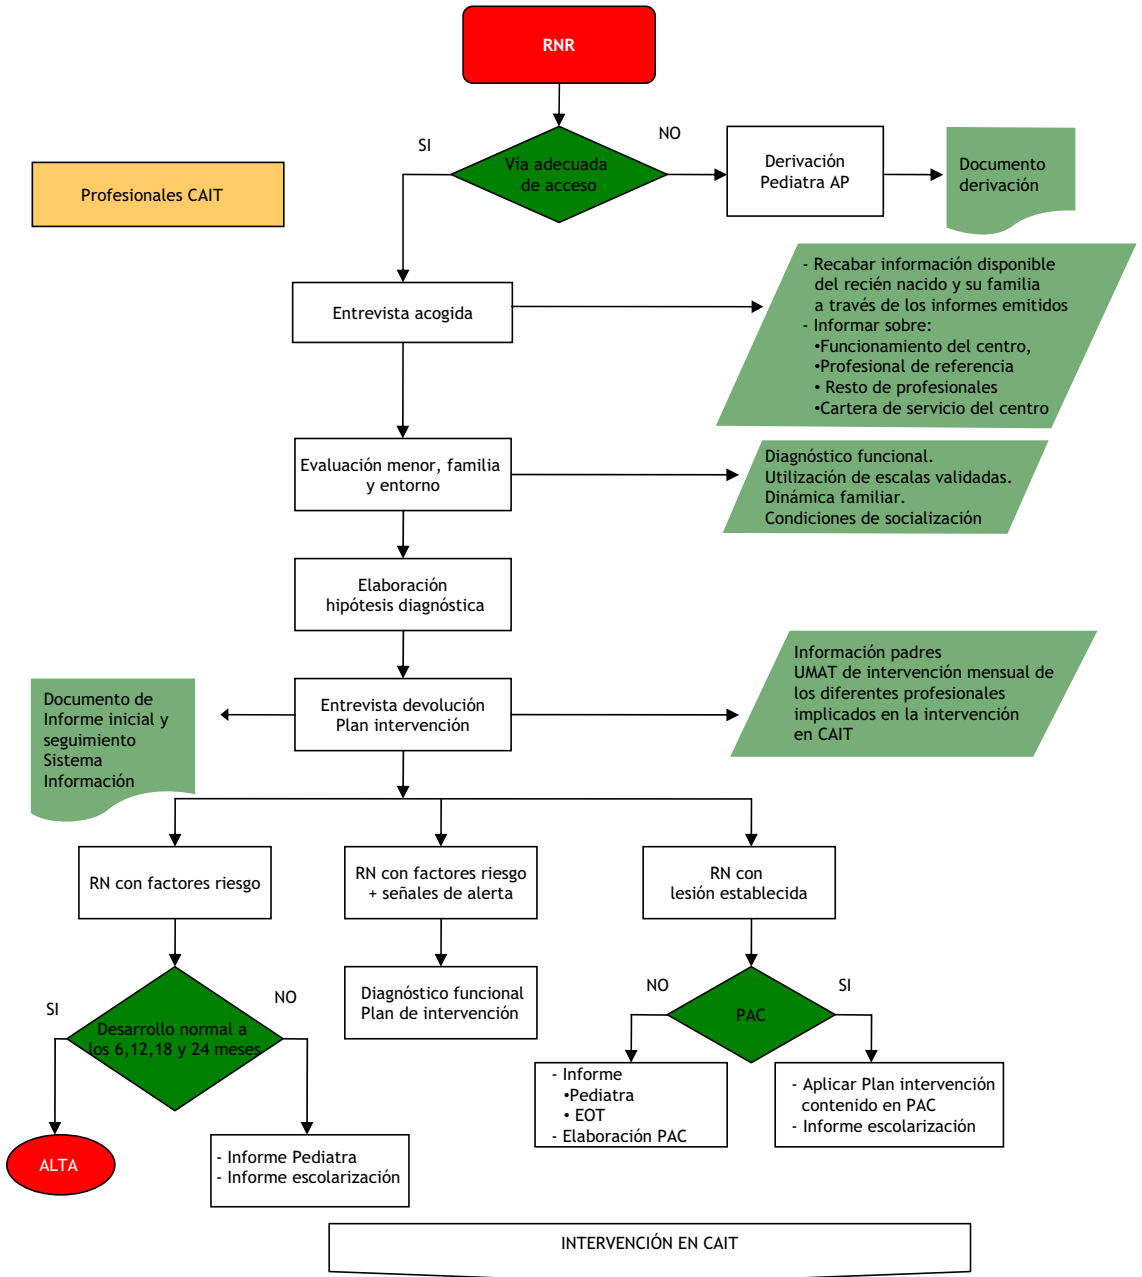 RNR
SI
NO
Vía adecuada
de acceso
Derivación
Pediatra AP
Documento
derivación
Profesionales CAIT
Entrevista acogida
- Recabar información disponible
del recién nacido y su familia
a través de los informes emitidos
- Informar sobre:
•Funcionamiento del centro,
•Profesional de referencia
• Resto de profesionales
•Cartera de servicio del centro
Evaluación menor, familia
y entorno
Diagnóstico funcional.
Utilización de escalas validadas.
Dinámica familiar.
Condiciones de socialización
Elaboración
hipótesis diagnóstica
Documento de
Informe inicial y
seguimiento
Sistema
Información
Entrevista devolución
Plan intervención
Información padres
UMAT de intervención mensual de
los diferentes profesionales
implicados en la intervención
en CAIT
RN con factores riesgo
RN con factores riesgo
+ señales de alerta
RN con
lesión establecida
SI
NO
Desarrollo normal a
los 6,12,18 y 24 meses
Diagnóstico funcional
Plan de intervención
NO
SI
PAC
- Informe
•Pediatra
• EOT
- Elaboración PAC
- Aplicar Plan intervención
contenido en PAC
- Informe escolarización
ALTA
- Informe Pediatra
- Informe escolarización
INTERVENCIÓN EN CAIT